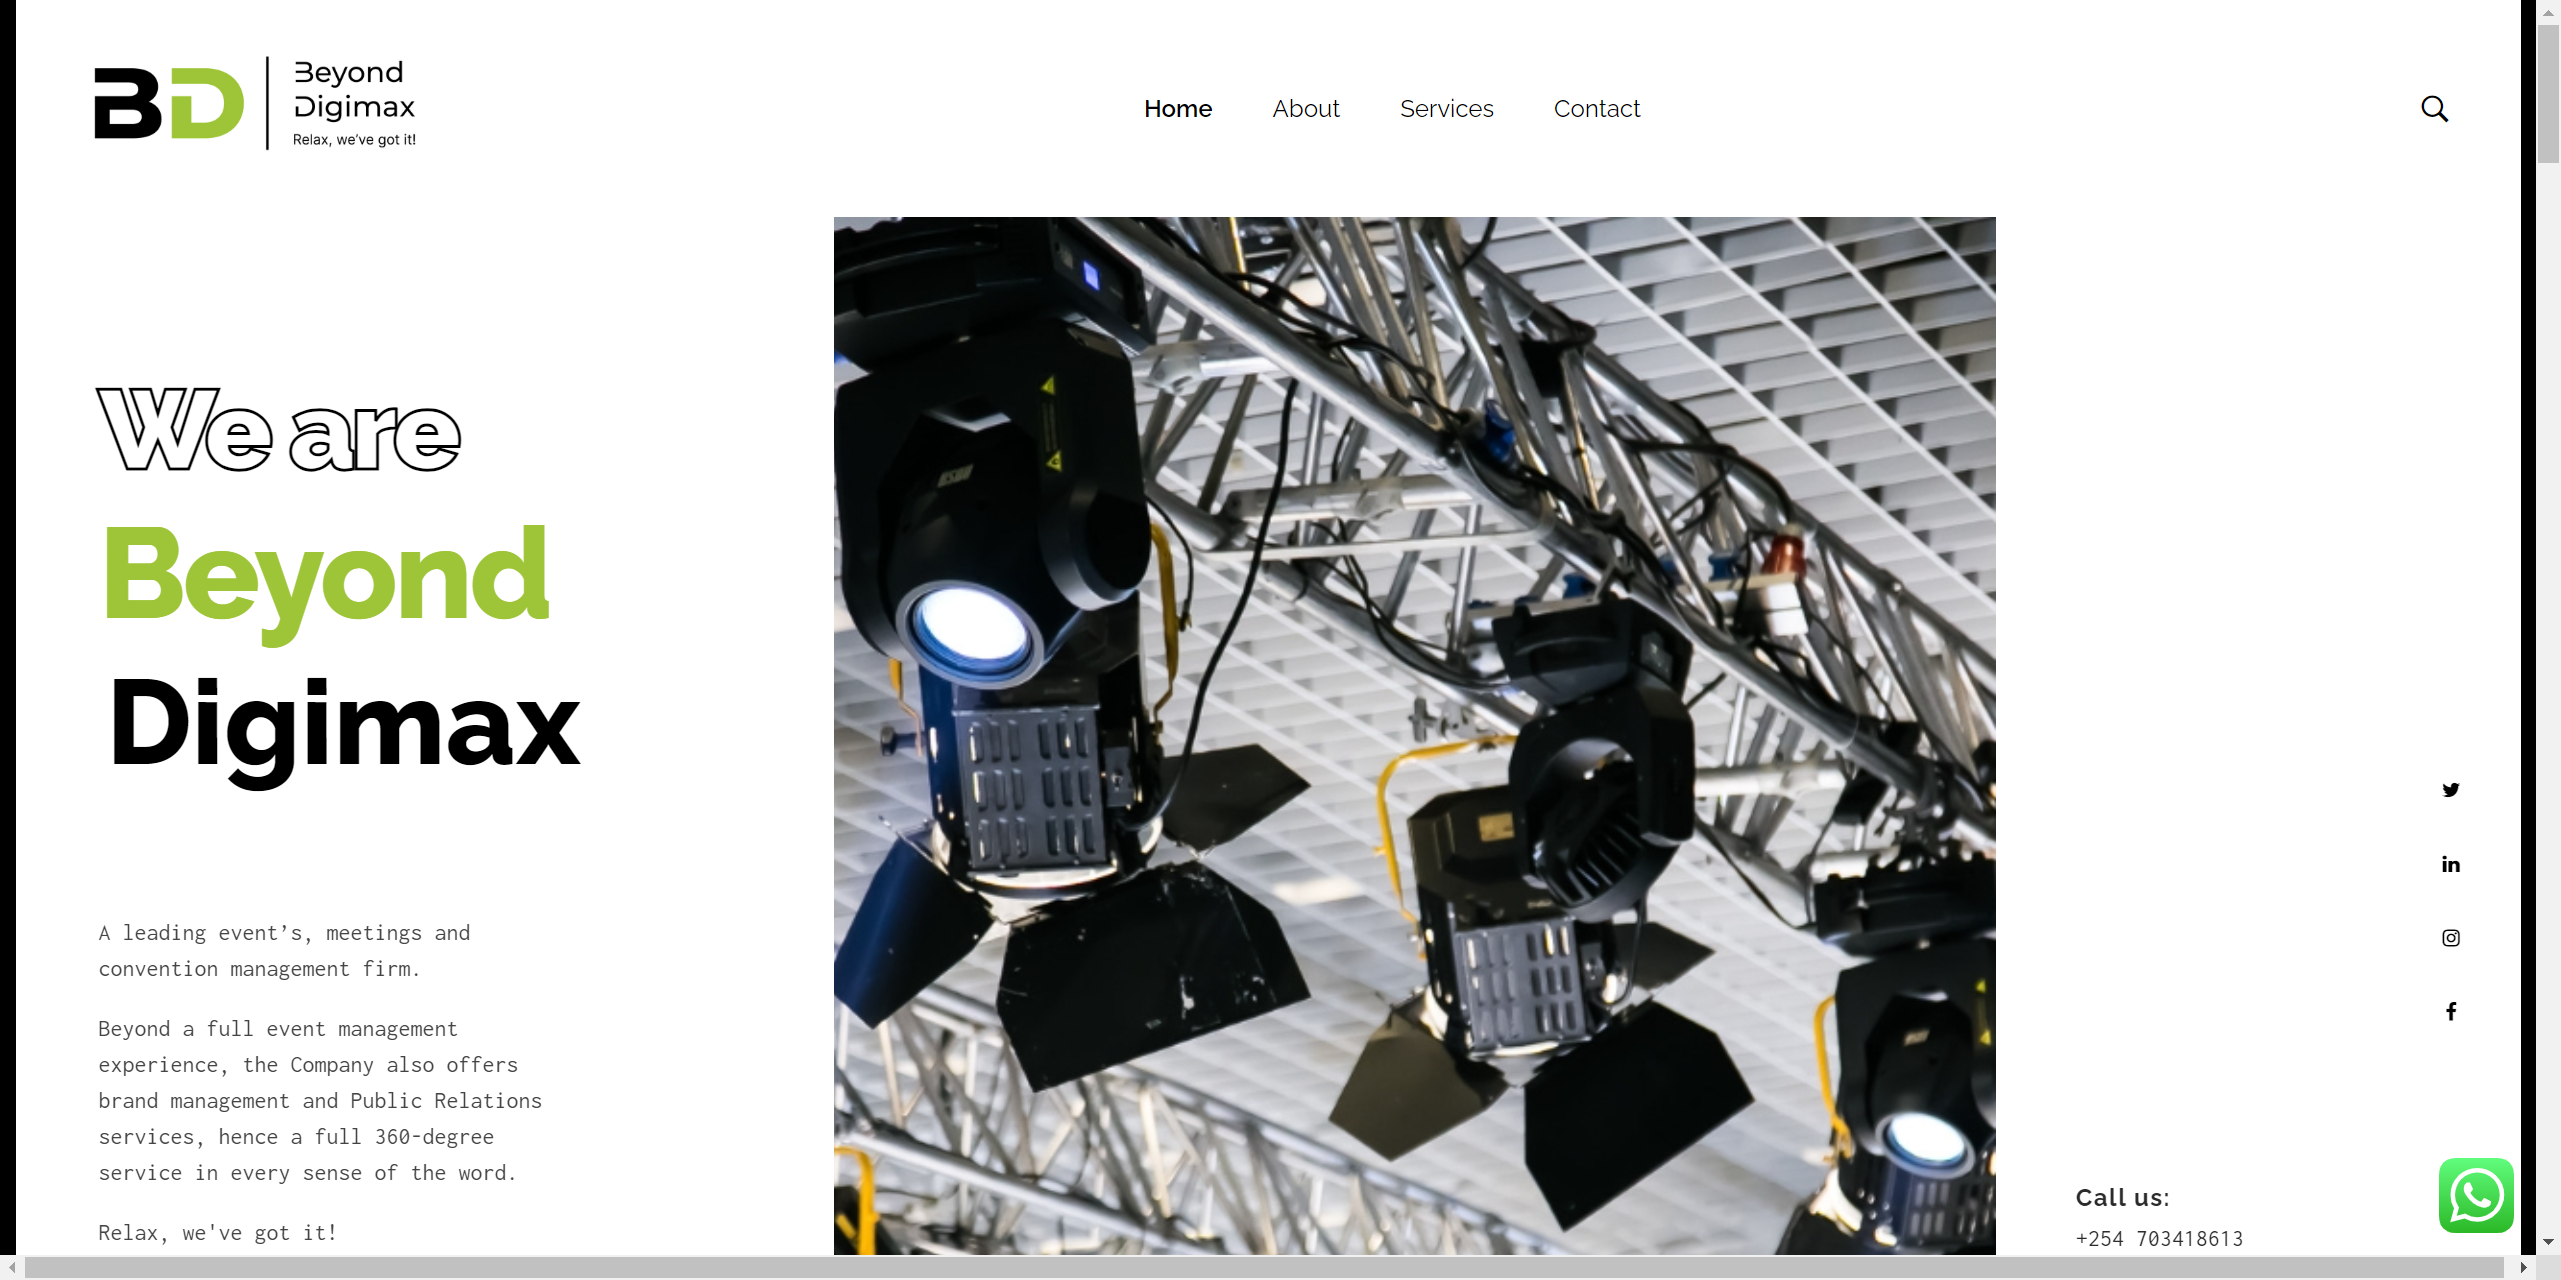 BD
Beyond
Digimax
Relax, we've got it!
Home
About
Services
Contact
We are
Beyond
Digimax
A leading event’s, meetings and
convention management firm.
Beyond a full event management
experience, the Company also offers
brand management and Public Relations
services, hence a full 360-degree
service in every sense of the word.
Relax, we've got it!
Call us:
+254 703418613